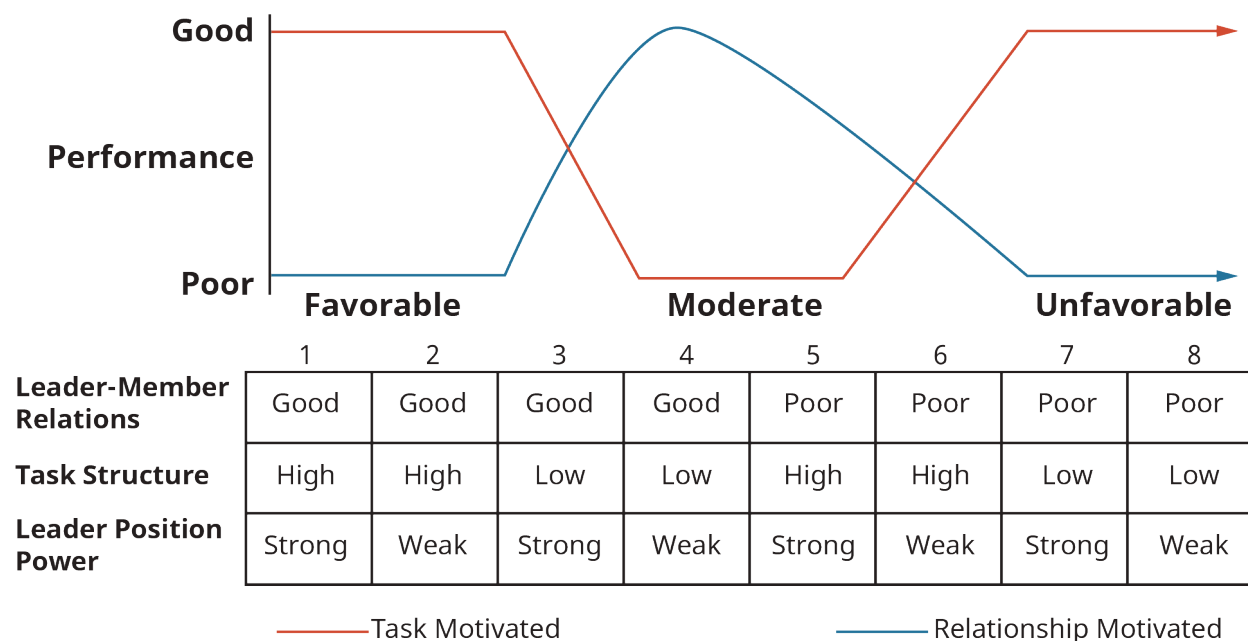 Good
Performance
Poor
Favorable Moderate Unfavorable
1 2 3 4 5 6 7 8
Leader-Member
Relations
Good Good Good Good Poor Poor Poor Poor
Task Structure
High High Low Low High High Low Low
Leader Position
Power
Strong Weak Strong Weak Strong Weak Strong Weak
Task Motivated Relationship Motivated